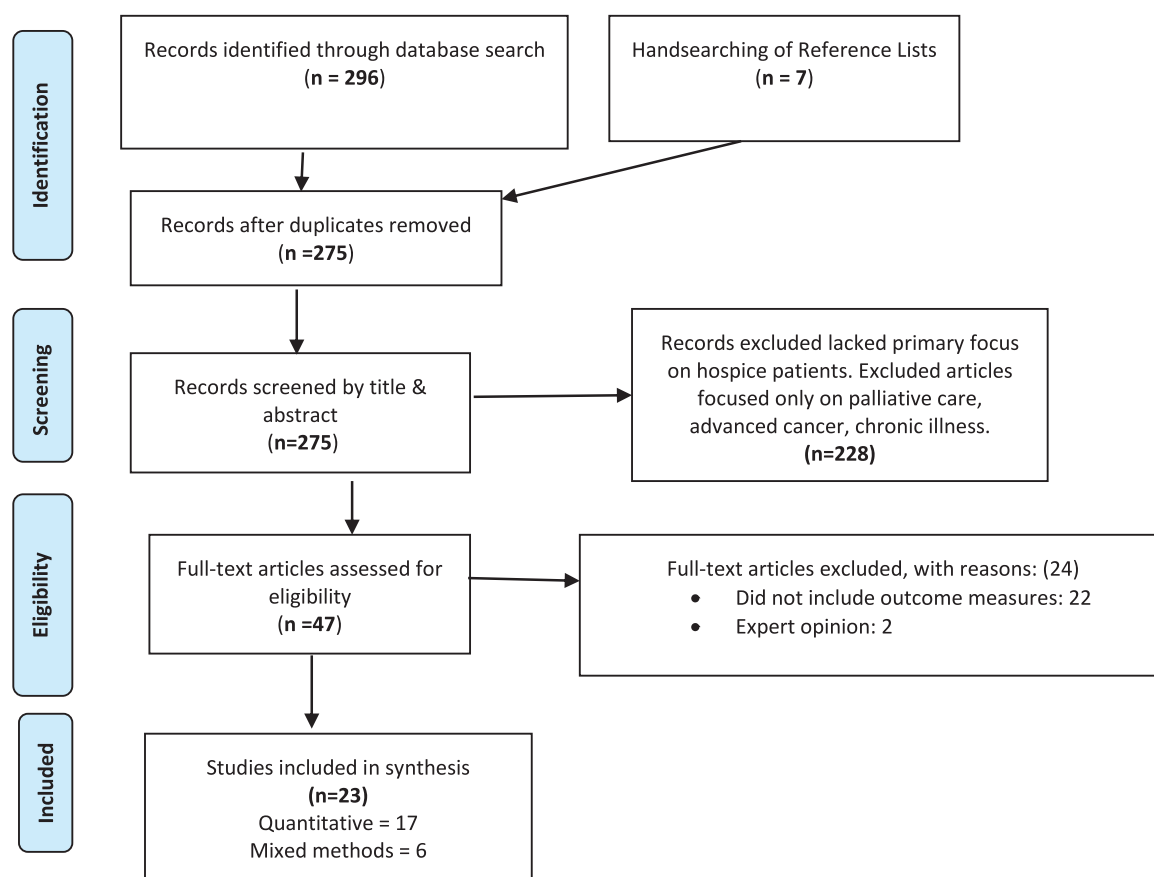 Identification
Records identified through database search
(n = 296)
Handsearching of Reference Lists
(n = 7)
Records after duplicates removed
(n =275)
Screening
Records screened by title &
abstract
(n=275)
Records excluded lacked primary focus
on hospice patients. Excluded articles
focused only on palliative care,
advanced cancer, chronic illness.
(n=228)
Eligibility
Full-text articles assessed for
eligibility
(n =47)
Full-text articles excluded, with reasons: (24)
• Did not include outcome measures: 22
• Expert opinion: 2
Included
Studies included in synthesis
(n=23)
Quantitative = 17
Mixed methods = 6